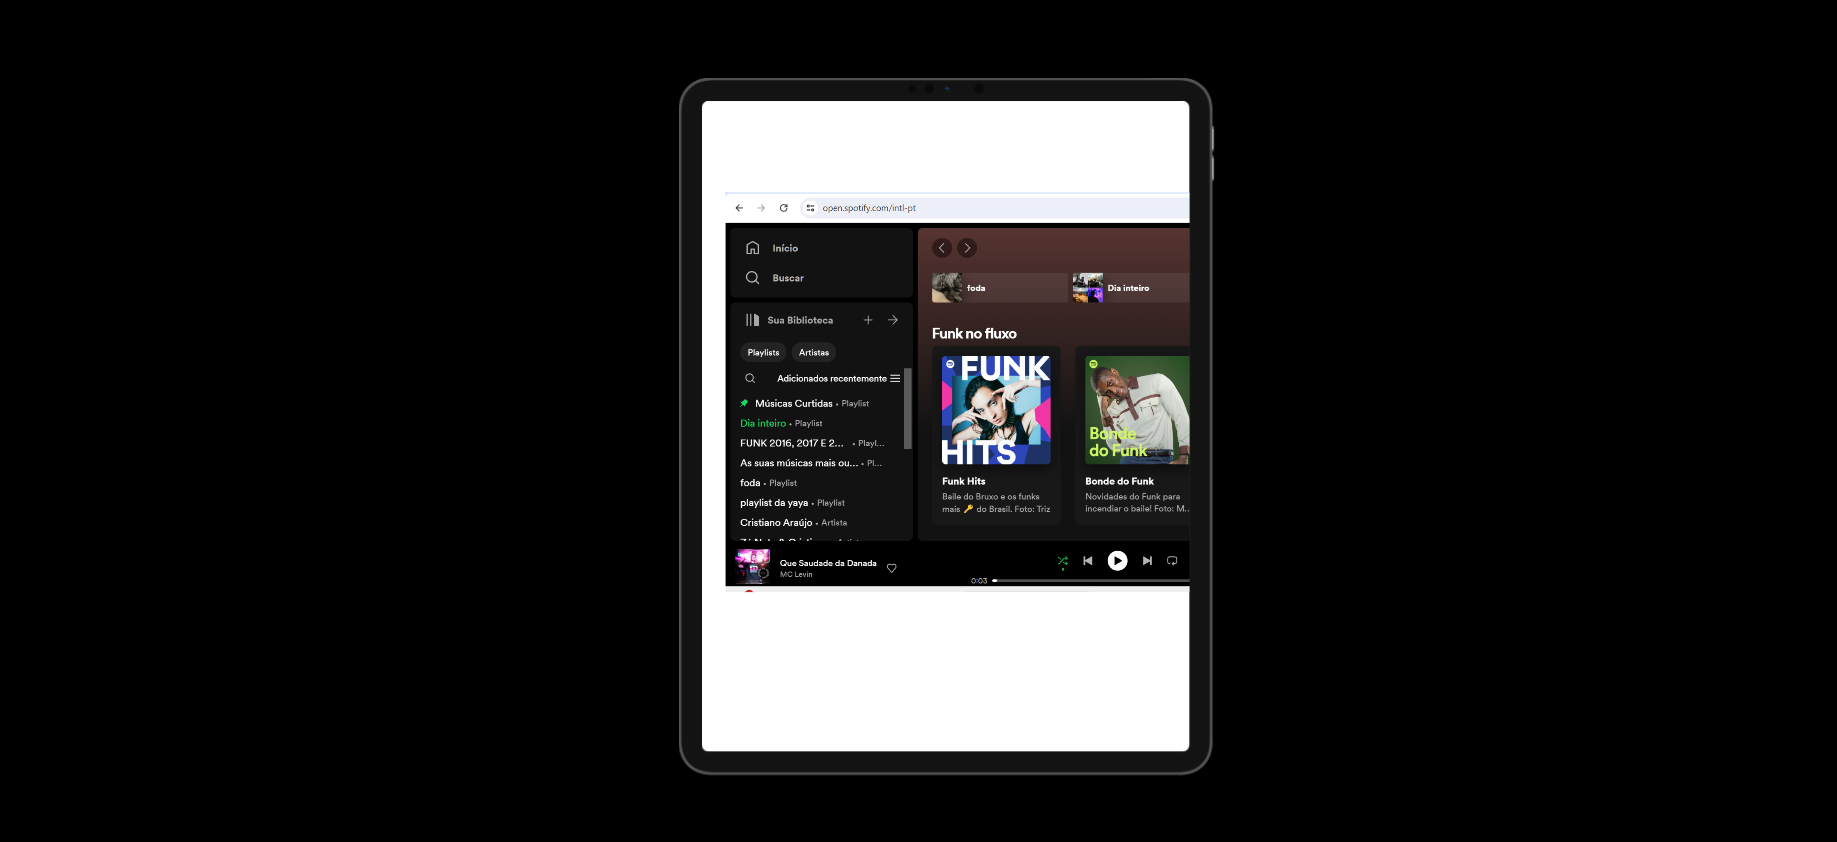 open.spotify.com/intl-pt
Início
Buscar
Sua Biblioteca
Playlists
Artistas
Adicionados recentemente
Músicas Curtidas • Playlist
Dia inteiro • Playlist
FUNK 2016, 2017 E 2... • Playl...
As suas músicas mais ou... • Pl...
foda • Playlist
playlist da yaya • Playlist
Cristiano Araújo • Artista
foda
Dia inteiro
Funk no fluxo
FUNK
HITS
Funk Hits
Baile do Bruxo e os funks
mais 🔑 do Brasil. Foto: Triz
Bonde
do Funk
Bonde do Funk
Novidades do Funk para
incendiar o baile! Foto: M...
Que Saudade da Danada
MC Levin
0:03